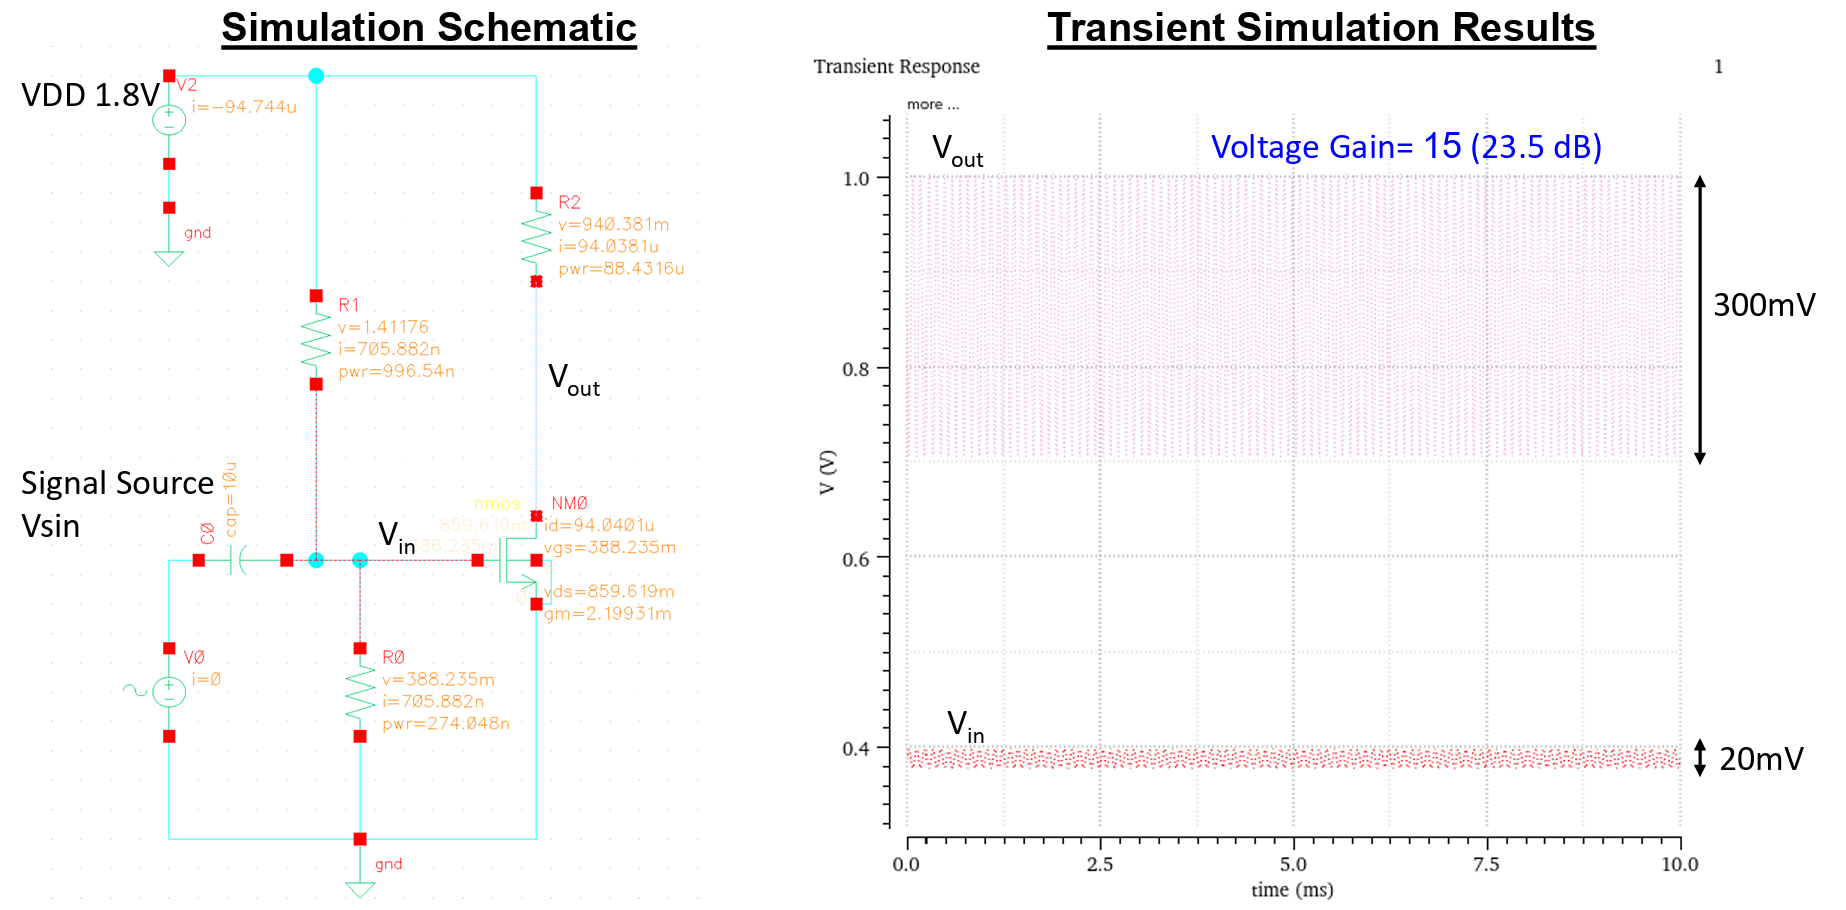 Simulation Schematic
VDD 1.8V
V2
i=-94.744u
gnd
R2
v=940.381m
i=94.0381u
pwr=88.4316u
R1
v=1.41176
i=705.882n
pwr=996.54n
Vout
Signal Source
Vsin
C0
cap=10u
Vin
nmos
859.619m
NM0
id=94.0401u
vgs=388.235m
vds=859.619m
gm=2.19931m
0
V0
i=0
R0
v=388.235m
i=705.882n
pwr=274.048n
gnd
Transient Simulation Results
Transient Response
1
more ...
Vout
Voltage Gain= 15 (23.5 dB)
1.0
300mV
0.8
V (V)
0.6
Vin
0.4
20mV
0.0 2.5 5.0 7.5 10.0
time (ms)